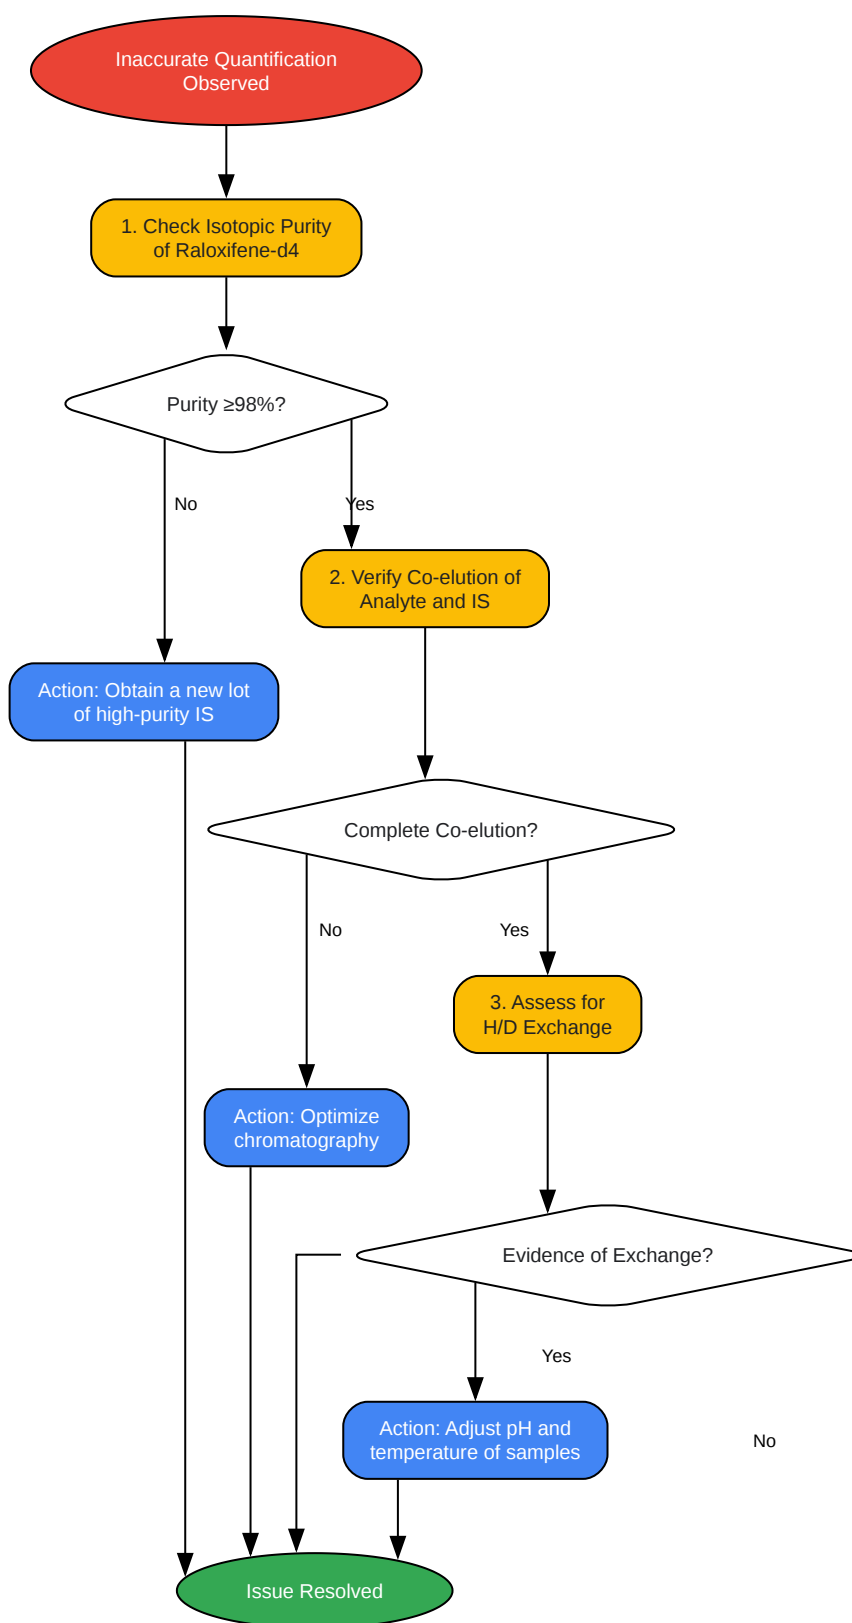 Inaccurate Quantification
Observed
1. Check Isotopic Purity
of Raloxifene-d4
Purity ≥98%?
No
Yes
2. Verify Co-elution of
Analyte and IS
Action: Obtain a new lot
of high-purity IS
Complete Co-elution?
No
Yes
3. Assess for
H/D Exchange
Action: Optimize
chromatography
Evidence of Exchange?
Yes
Action: Adjust pH and
temperature of samples
No
Issue Resolved